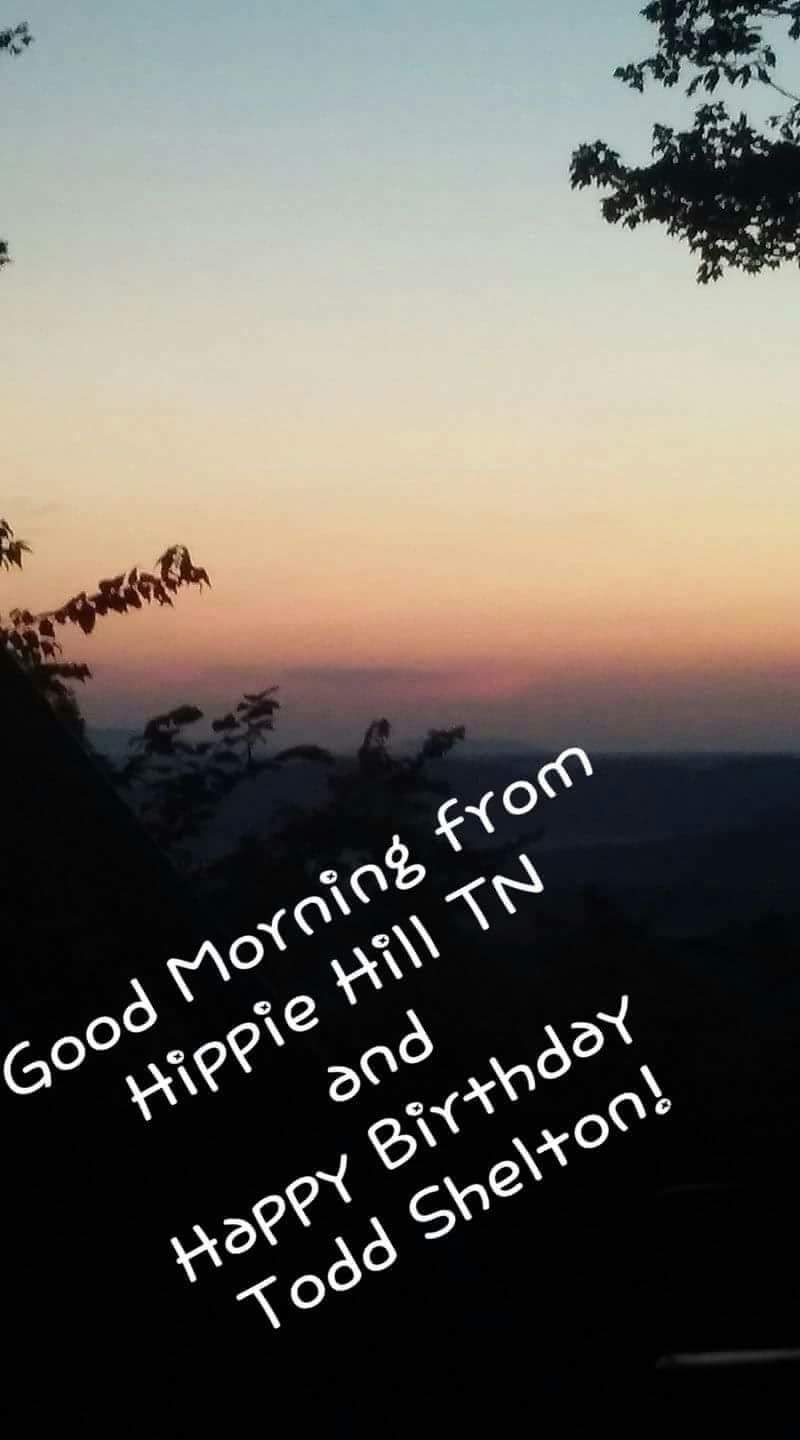 Good Morning from
Hippie Hill TN
and
Happy Birthday
Todd Shelton!